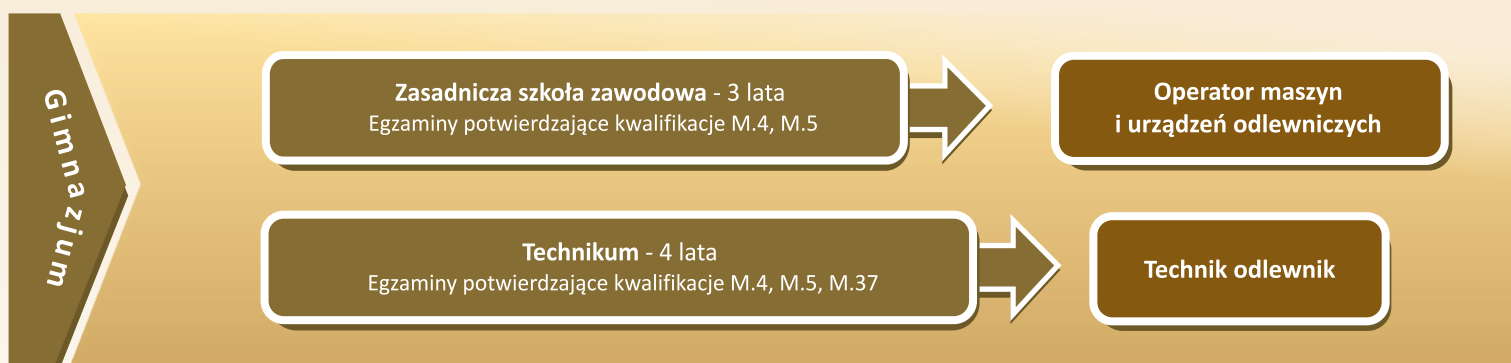 Gimnazjum
Zasadnicza szkoła zawodowa - 3 lata
Egzaminy potwierdzające kwalifikacje M.4, M.5
Operator maszyn
i urządzeń odlewniczych
Technikum - 4 lata
Egzaminy potwierdzające kwalifikacje M.4, M.5, M.37
Technik odlewnik